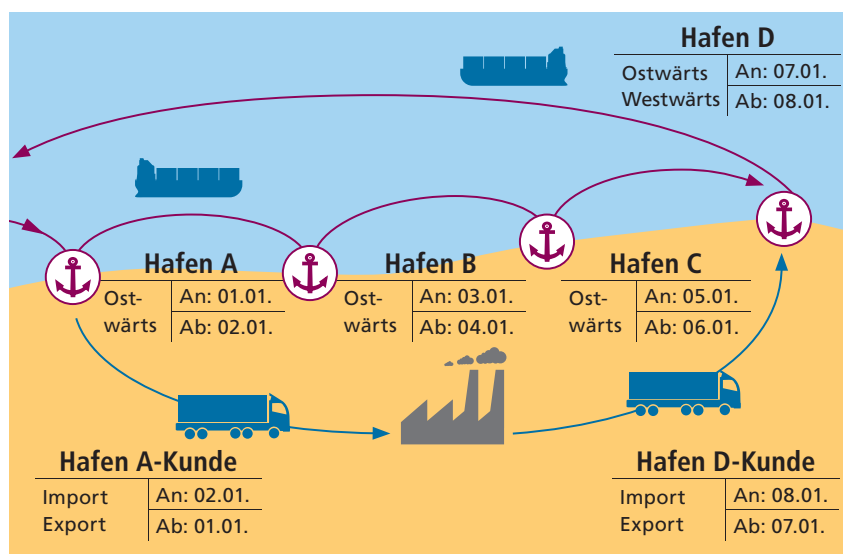 Hafen D
Ostwärts An: 07.01.
Westwärts Ab: 08.01.
Hafen A
Ost- An: 01.01.
wärts Ab: 02.01.
Hafen B
Ost- An: 03.01.
wärts Ab: 04.01.
Hafen C
Ost- An: 05.01.
wärts Ab: 06.01.
Hafen A-Kunde
Import An: 02.01.
Export Ab: 01.01.
Hafen D-Kunde
Import An: 08.01.
Export Ab: 07.01.